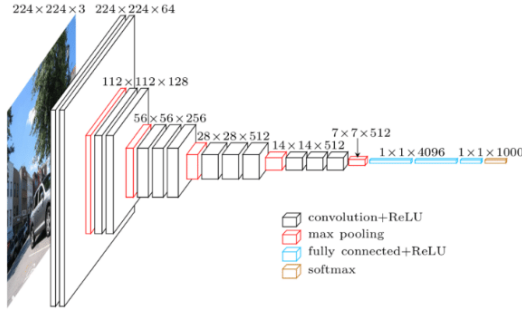 224×224×3
224×224×64
112×112×128
56×56×256
28×28×512
14×14×512
7×7×512
1×1×4096
1×1×1000
convolution+ReLU
max pooling
fully connected+ReLU
softmax